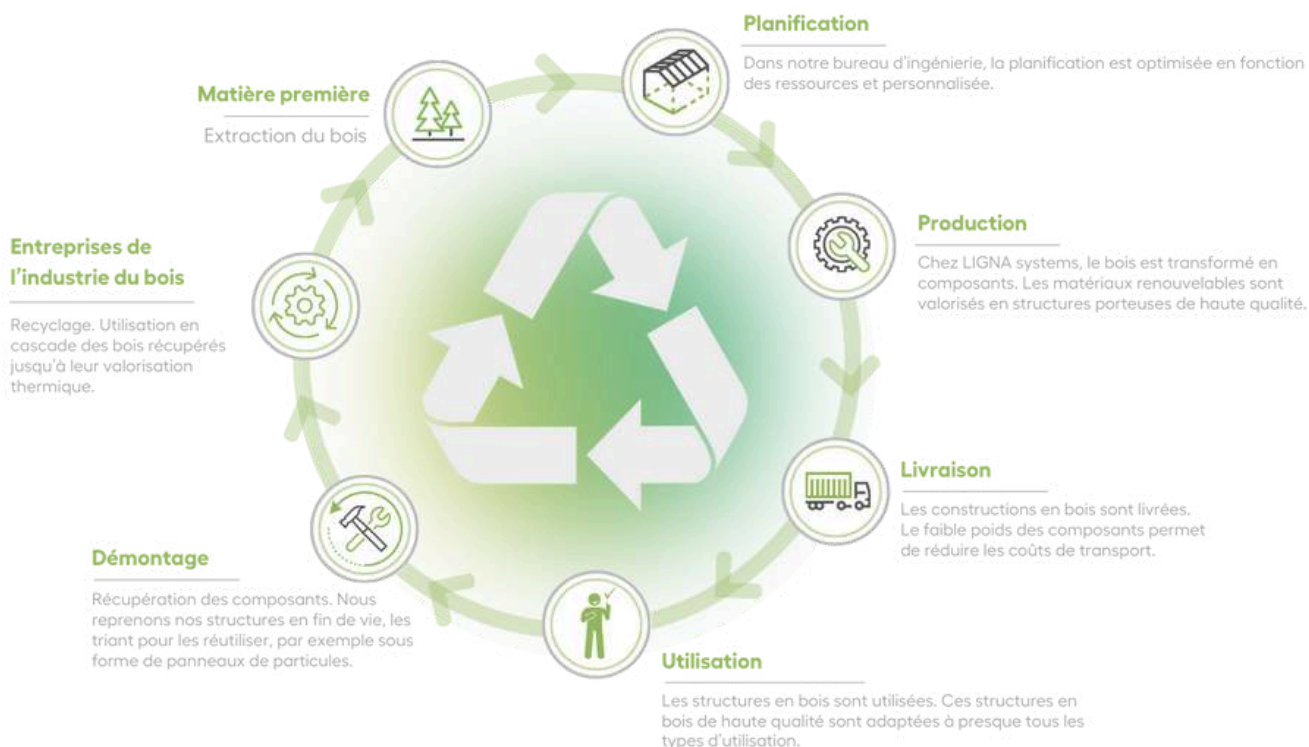 Planification
Dans notre bureau d'ingénierie, la planification est optimisée en fonction
des ressources et personnalisée.
Matière première
Extraction du bois
Production
Chez LIGNA systems, le bois est transformé en
composants. Les matériaux renouvelables sont
valorisés en structures porteuses de haute qualité.
Entreprises de
l'industrie du bois
Recyclage. Utilisation en
cascade des bois récupérés
jusqu'à leur valorisation
thermique.
Livraison
Les constructions en bois sont livrées.
Le faible poids des composants permet
de réduire les coûts de transport.
Démontage
Récupération des composants. Nous
reprenons nos structures en fin de vie, les
triant pour les réutiliser, par exemple sous
forme de panneaux de particules.
Utilisation
Les structures en bois sont utilisées. Ces structures en
bois de haute qualité sont adaptées à presque tous les
types d'utilisation.